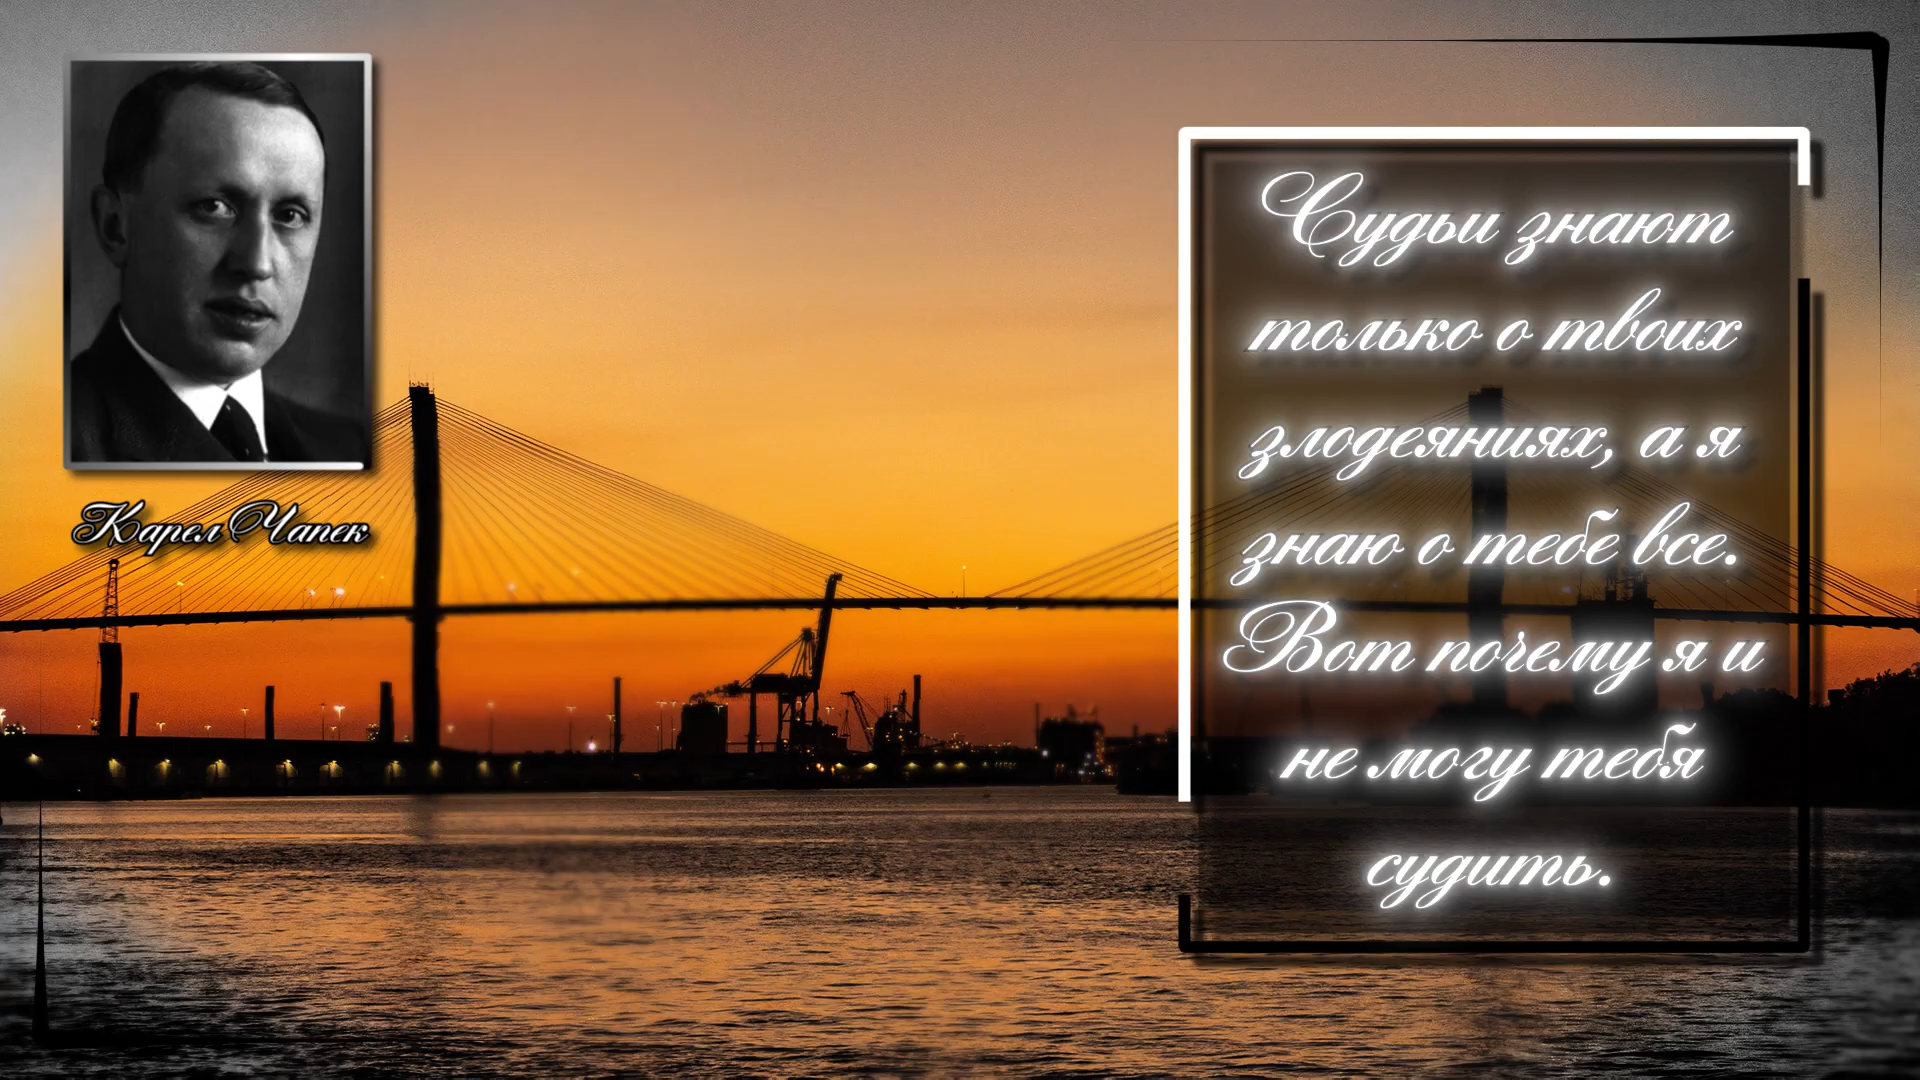 Карел Чапек
Судьи знают
только о твоих
злодеяниях, а я
знаю о тебе все.
Вот почему я и
не могу тебя
судить.